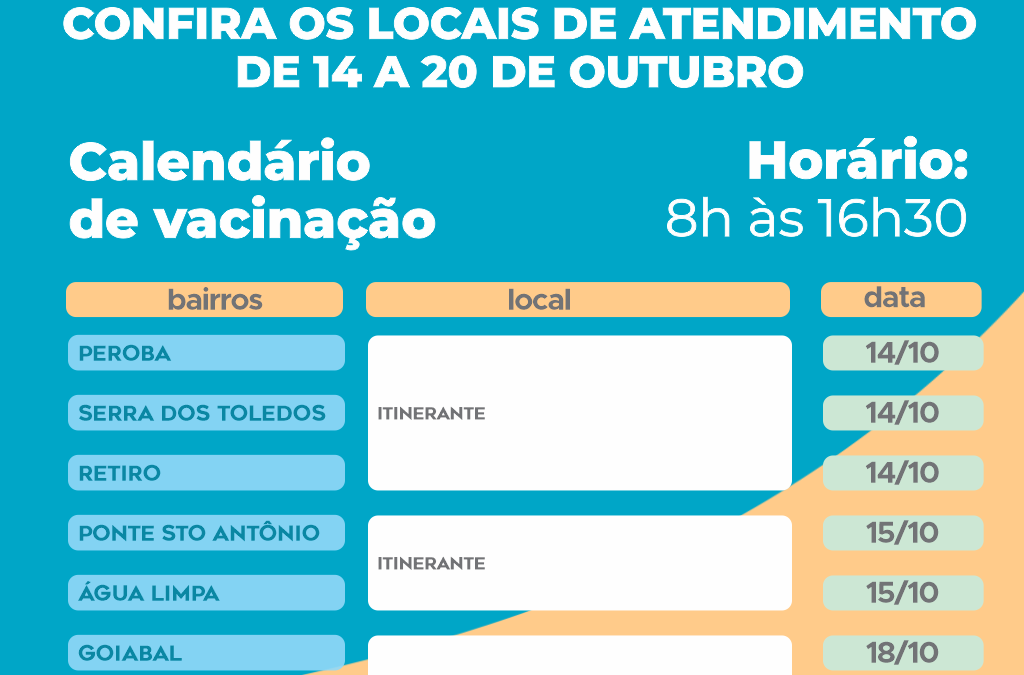 CONFIRA OS LOCAIS DE ATENDIMENTO
DE 14 A 20 DE OUTUBRO
Calendário
de vacinação
Horário:
8h às 16h30
bairros local data
PEROBA 14/10
ITINERANTE
SERRA DOS TOLEDOS 14/10
RETIRO 14/10
PONTE STO ANTÔNIO 15/10
ITINERANTE
ÁGUA LIMPA 15/10
GOIABAL 18/10